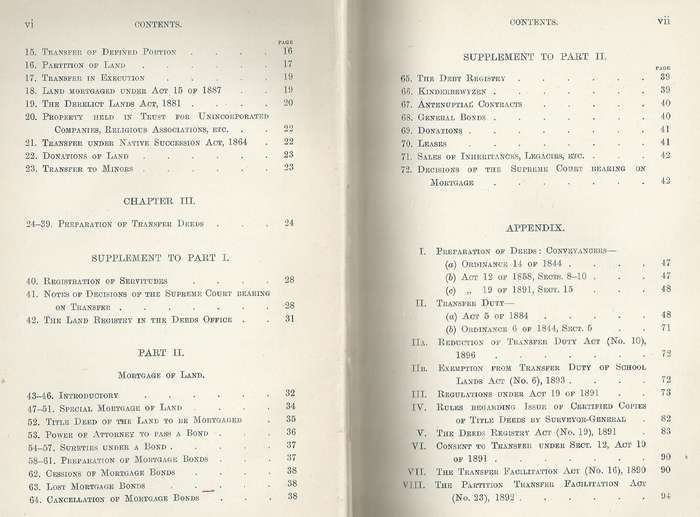 vi CONTENTS.
PAGE
15. Transfer of Defined Portion . . . . 16
16. Partition of Land . . . . . . 17
17. Transfer in Execution . . . . . 19
18. Land mortgaged under Act 15 of 1887 . . 19
19. The Derelict Lands Act, 1881 . . . . 20
20. Property held in Trust for Unincorporated
Companies, Religious Associations, etc. . . 22
21. Transfer under Native Succession Act, 1864 . 22
22. Donations of Land . . . . . . 23
23. Transfer to Minors . . . . . . 23
CHAPTER III.
24–39. Preparation of Transfer Deeds . . . 24
SUPPLEMENT TO PART I.
40. Registration of Servitudes . . . . 28
41. Notes of Decisions of the Supreme Court bearing
on Transfer . . . . . . . 28
42. The Land Registry in the Deeds Office . . 31
PART II.
Mortgage of Land.
43–46. Introductory . . . . . . 32
47–51. Special Mortgage of Land . . . . 34
52. Title Deed of the Land to be Mortgaged . 35
53. Power of Attorney to pass a Bond . . . 36
54–57. Sureties under a Bond . . . . . 37
58–61. Preparation of Mortgage Bonds . . . 37
62. Cessions of Mortgage Bonds . . . . 38
63. Lost Mortgage Bonds . . . . . 38
64. Cancellation of Mortgage Bonds . . . 38
CONTENTS. vii
SUPPLEMENT TO PART II.
PAGE
65. The Debt Registry . . . . . . 39
66. Kinderbewyzen . . . . . . . 39
67. Antenuptial Contracts . . . . . 40
68. General Bonds . . . . . . . 40
69. Donations . . . . . . . . 41
70. Leases . . . . . . . . 41
71. Sales of Inheritances, Legacies, etc. . . . 42
72. Decisions of the Supreme Court bearing on
Mortgage . . . . . . . 42
APPENDIX.
I. Preparation of Deeds: Conveyancers—
(a) Ordinance 14 of 1844 . . . . 47
(b) Act 12 of 1858, Sects. 8–10 . . . 47
(c) „ 19 of 1891, Sect. 15 . . . 48
II. Transfer Duty—
(a) Act 5 of 1884 . . . . . 48
(b) Ordinance 6 of 1844, Sect. 5 . . 71
IIa. Reduction of Transfer Duty Act (No. 10),
1896 . . . . . . . 72
IIb. Exemption from Transfer Duty of School
Lands Act (No. 6), 1893 . . . . 72
III. Regulations under Act 19 of 1891 . . 73
IV. Rules regarding Issue of Certified Copies
of Title Deeds by Surveyor-General . 82
V. The Deeds Registry Act (No. 19), 1891 . 83
VI. Consent to Transfer under Sect. 12, Act 19
of 1891 . . . . . . . 90
VII. The Transfer Facilitation Act (No. 16), 1890 90
VIII. The Partition Transfer Facilitation Act
(No. 23), 1892 . . . . . . 94